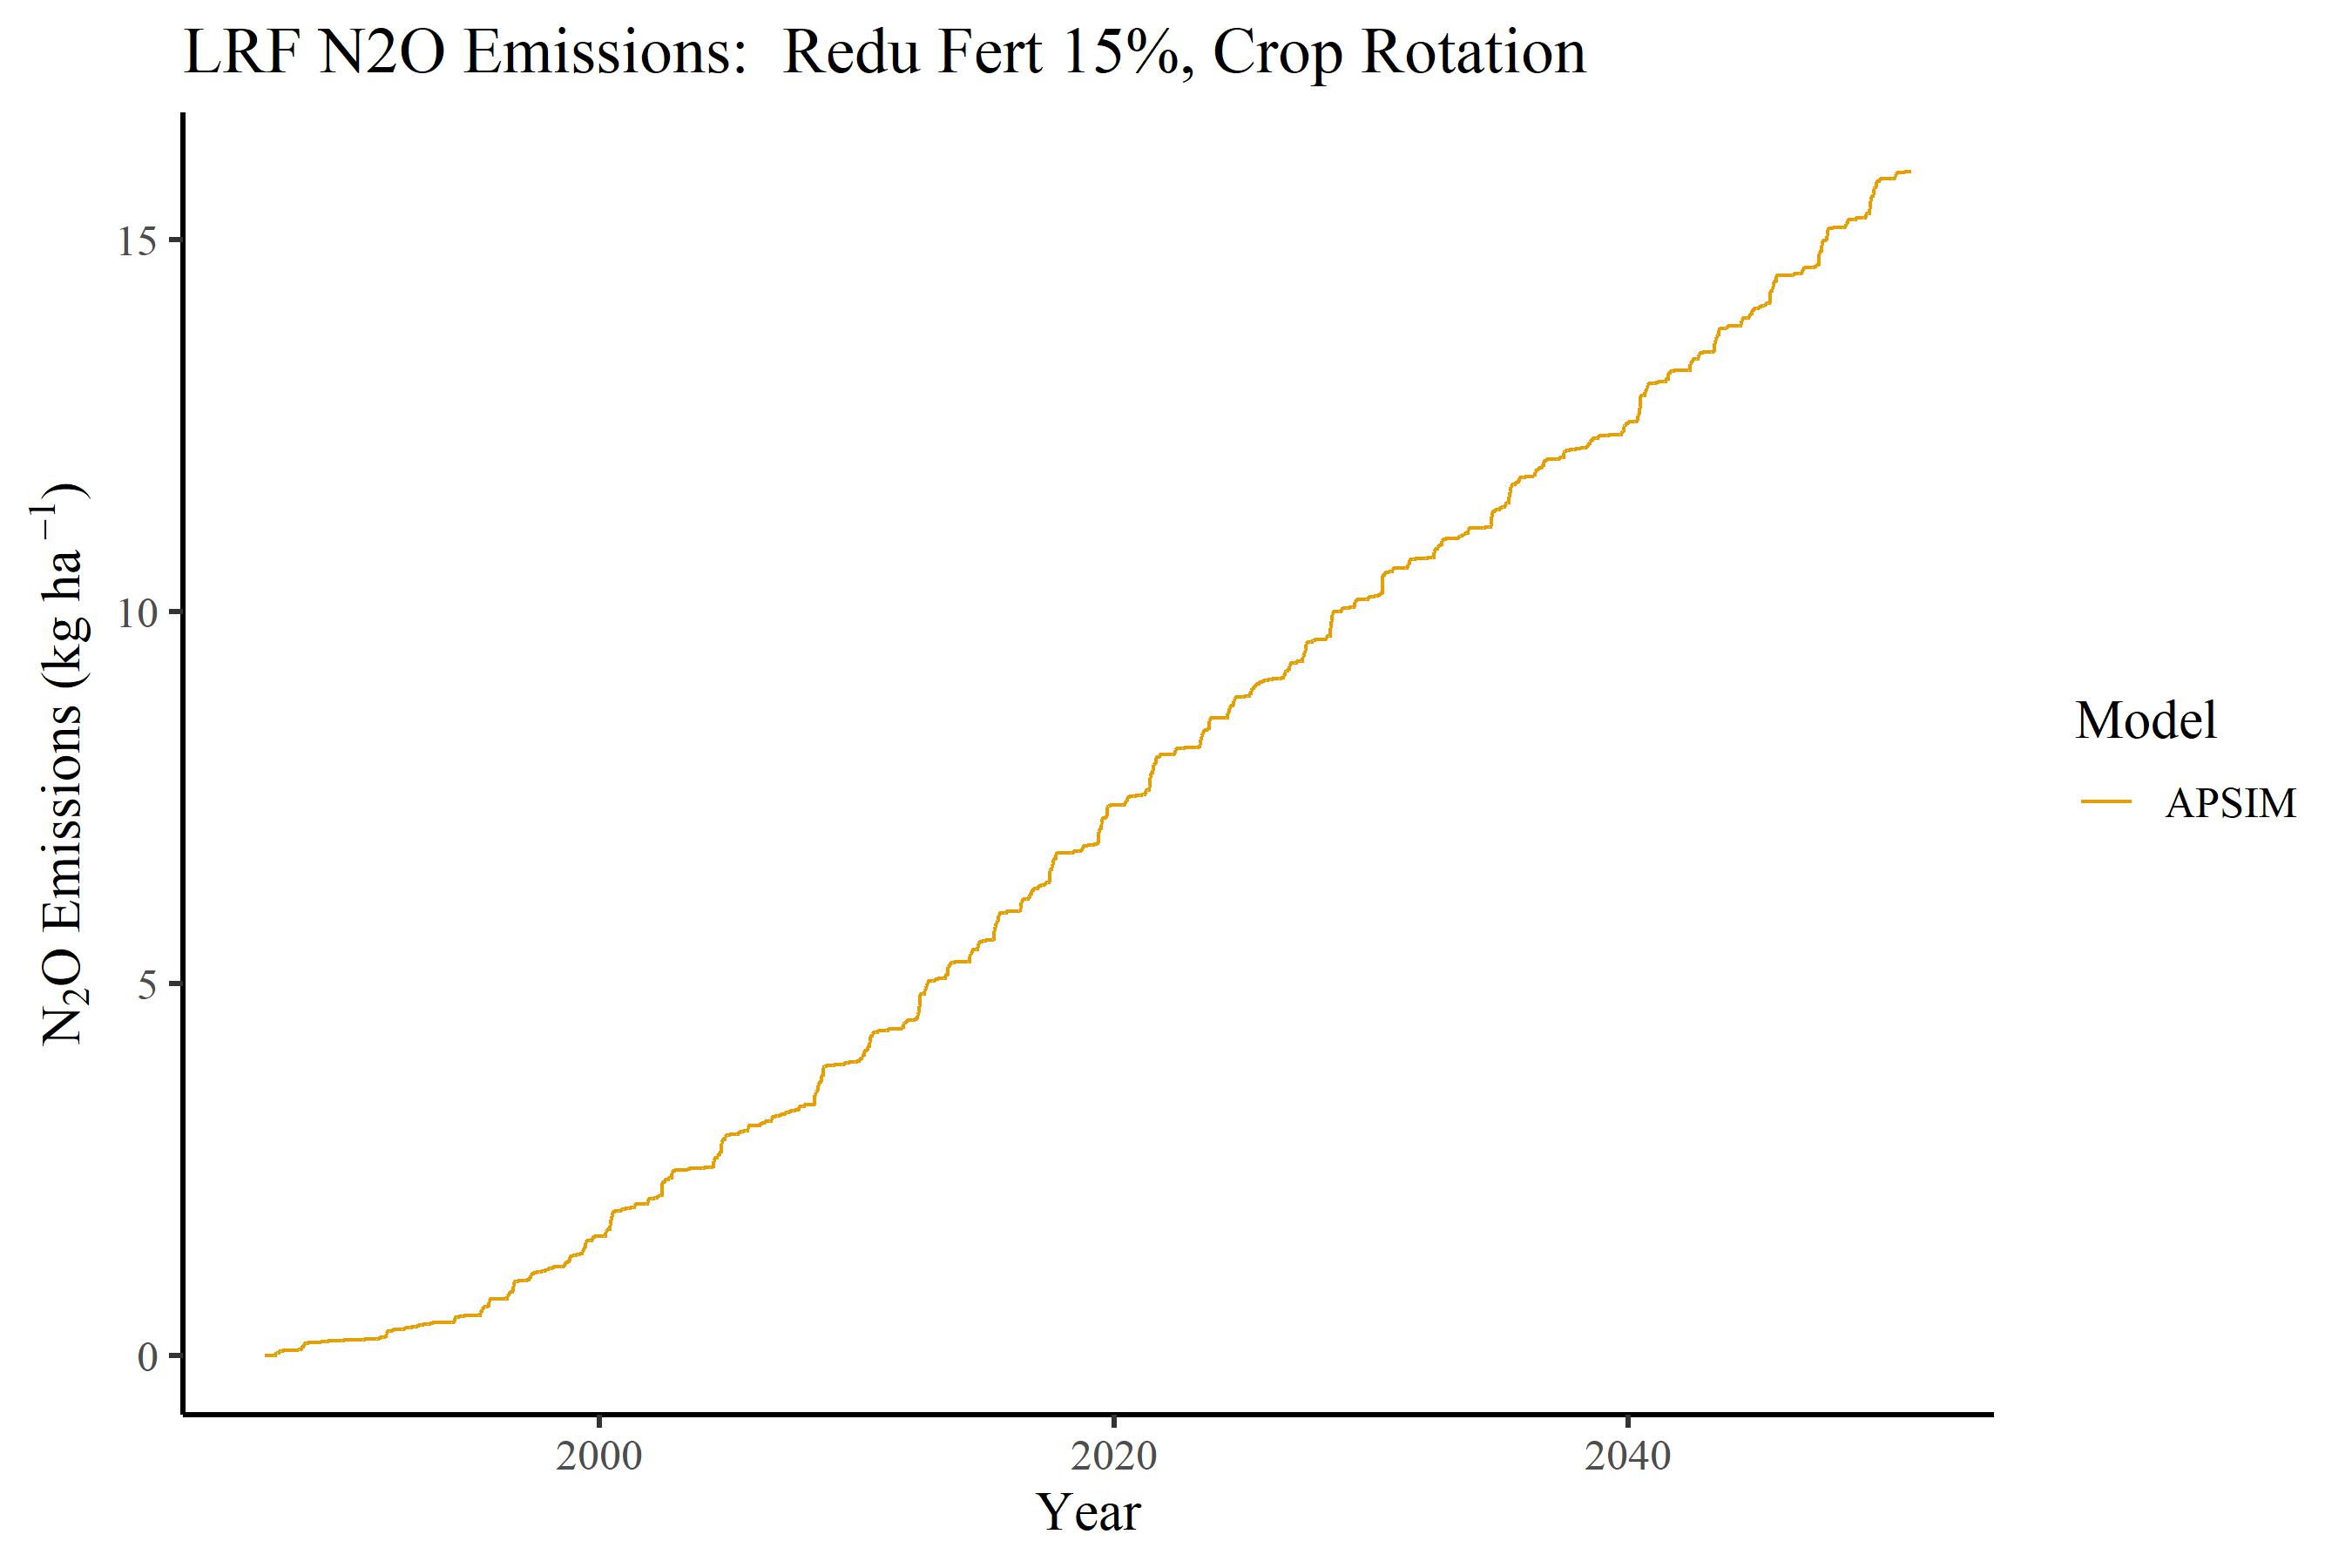 LRF N2O Emissions:  Redu Fert 15%, Crop Rotation
N₂O Emissions (kg ha ⁻¹)
15
10
5
0
2000
2020
2040
Year
Model
APSIM